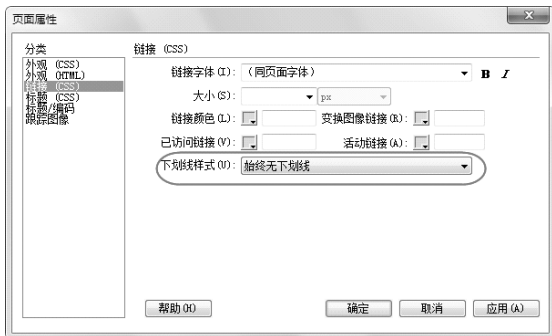 页面属性
分类
外观 (CSS)
外观 (HTML)
链接 (CSS)
标题 (CSS)
标题/编码
跟踪图像
链接 (CSS)
链接字体(I): (同页面字体) B I
大小(S): px
链接颜色(L): 变换图像链接(R):
已访问链接(V): 活动链接(A):
下划线样式(U): 始终无下划线
帮助(H) 确定 取消 应用(A)